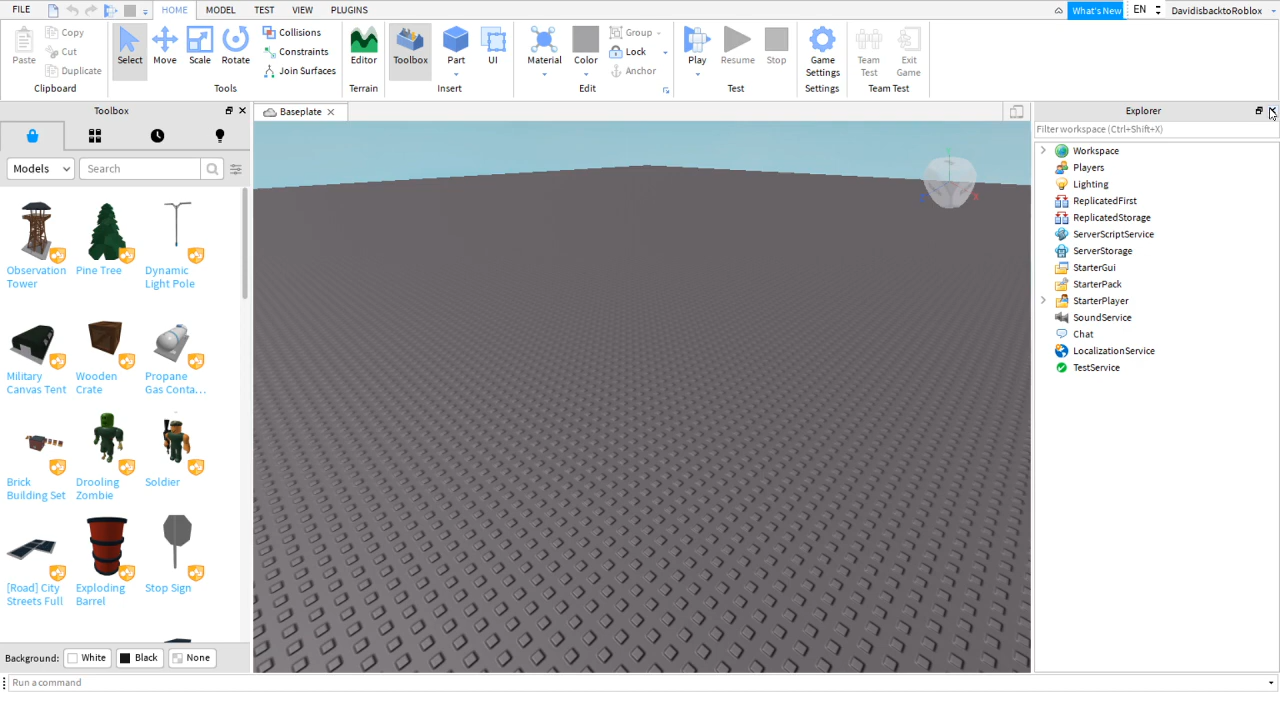 FILE HOME MODEL TEST VIEW PLUGINS What's New EN DavidisbacktoRoblox
Paste Copy Cut Duplicate
Select Move Scale Rotate Collisions Constraints Join Surfaces
Editor Toolbox Part UI
Material Color Group Lock Anchor
Play Resume Stop Game Settings Team Test Exit Game
Clipboard Tools Terrain Insert Edit Test Settings Team Test
Toolbox Baseplate Explorer
Models Search
Filter workspace (Ctrl+Shift+X)
Observation Tower
Pine Tree
Dynamic Light Pole
Military Canvas Tent
Wooden Crate
Propane Gas Conta...
Brick Building Set
Drooling Zombie
Soldier
[Road] City Streets Full
Exploding Barrel
Stop Sign
Background: White Black None
Workspace
Players
Lighting
ReplicatedFirst
ReplicatedStorage
ServerScriptService
ServerStorage
StarterGui
StarterPack
StarterPlayer
SoundService
Chat
LocalizationService
TestService
Run a command